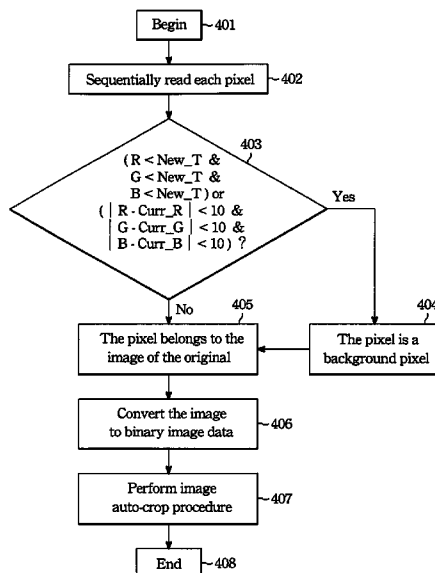 Begin
401
Sequentially read each pixel
402
403
( R < New_T &
G < New_T &
B < New_T ) or
( | R - Curr_R | < 10 &
| G - Curr_G | < 10 &
| B - Curr_B | < 10 ) ?
Yes
No
405
404
The pixel belongs to the
image of the original
The pixel is a
background pixel
Convert the image
to binary image data
406
Perform image
auto-crop procedure
407
End
408